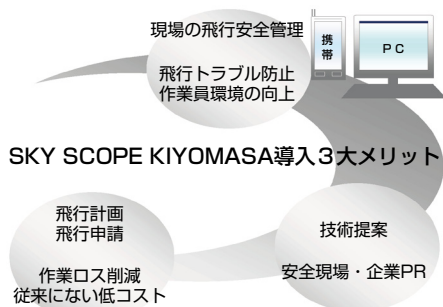 現場の飛行安全管理
飛行トラブル防止
作業員環境の向上
携帯
PC
SKY SCOPE KIYOMASA導入3大メリット
飛行計画
飛行申請
作業ロス削減
従来にない低コスト
技術提案
安全現場・企業PR